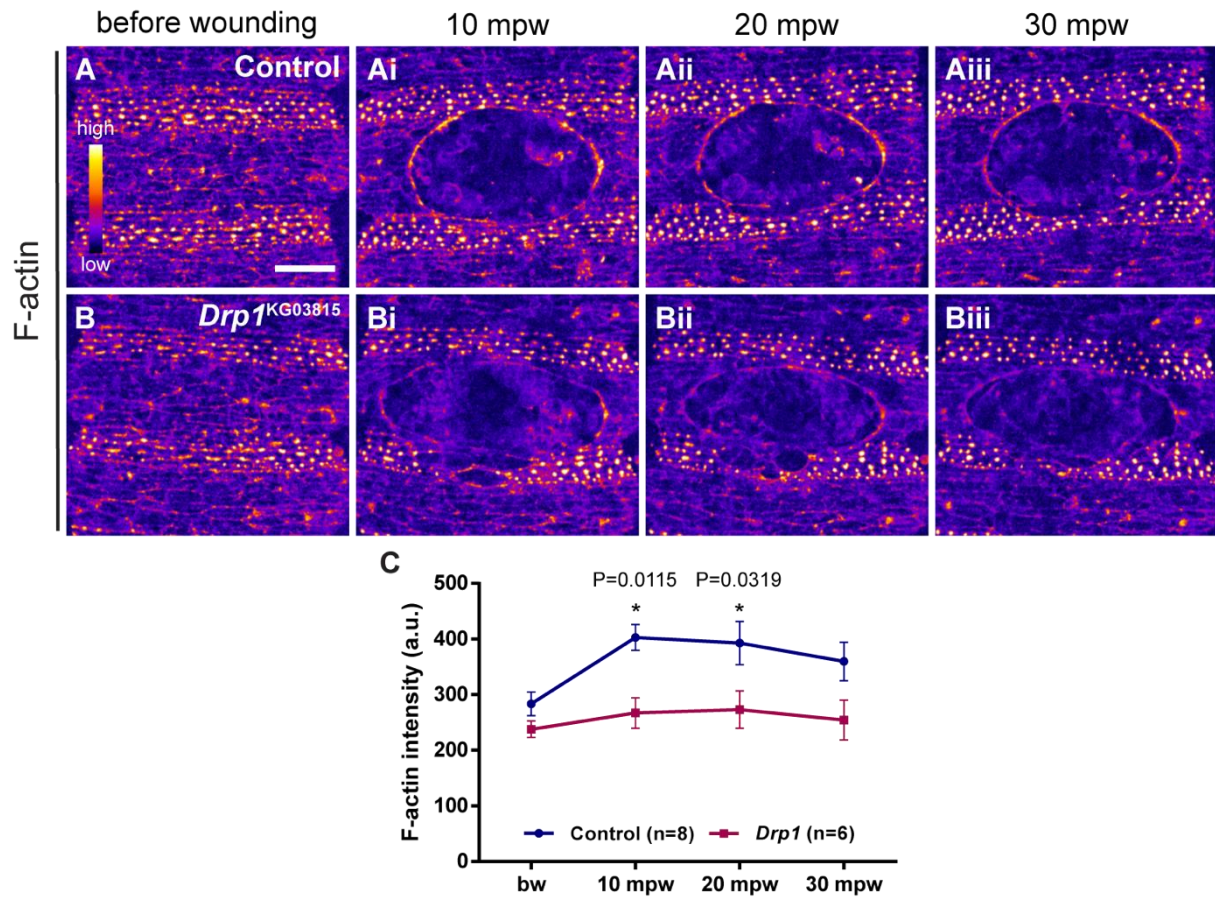 before wounding 10 mpw 20 mpw 30 mpw
F-actin
A Control Ai Aii Aiii
high
low
B Drp1KG03815 Bi Bii Biii
C
P=0.0115 P=0.0319
* *
F-actin intensity (a.u.)
500
400
300
200
100
0
Control (n=8) Drp1 (n=6)
bw 10 mpw 20 mpw 30 mpw